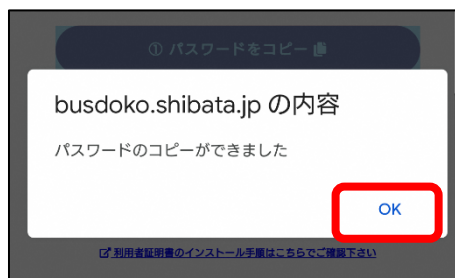 ① パスワードをコピー
busdoko.shibata.jp の内容
パスワードのコピーができました
OK
利用者証明書のインストール手順はこちらでご確認下さい